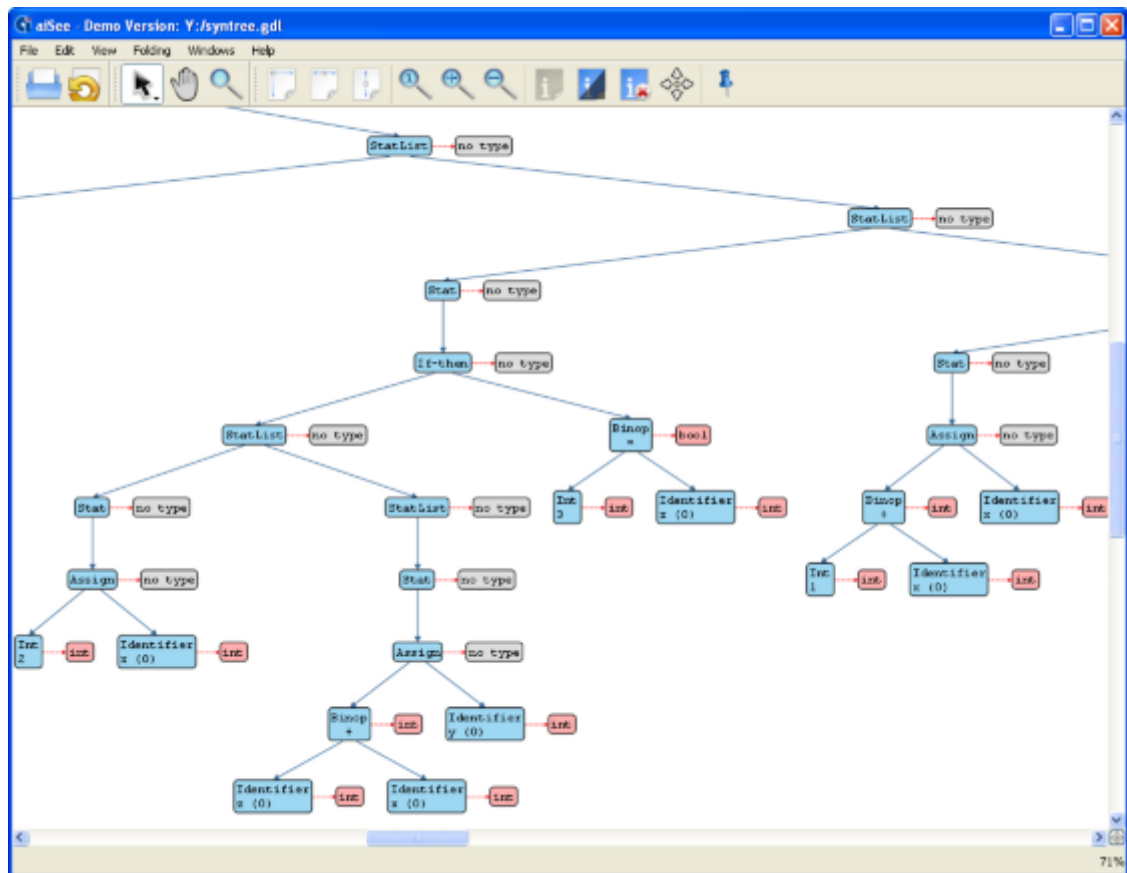 aiSee - Demo Version: Y:/syntree.gdl
File Edit View Folding Windows Help
StatList no type
StatList no type
Stat no type
If-then no type
Stat no type
StatList no type
Binop bool
=
Assign no type
Stat no type
StatList no type
Int int
3
Identifier int
(0)
Binop int
+
Identifier int
x (0)
Assign no type
Stat no type
Int int
1
Identifier int
x (0)
Int int
2
Identifier int
(0)
Assign no type
Binop int
+
Identifier int
y (0)
Identifier int
(0)
Identifier int
x (0)
71%